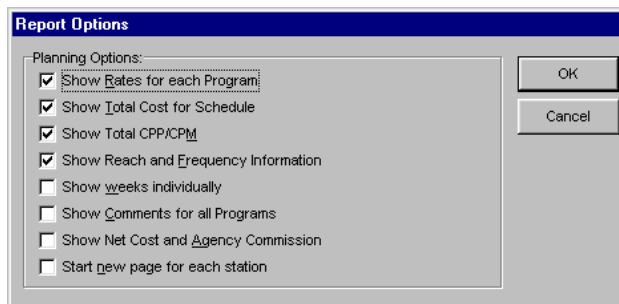 Report Options
Planning Options:
Show Rates for each Program
Show Total Cost for Schedule
Show Total CPP/CPM
Show Reach and Frequency Information
Show weeks individually
Show Comments for all Programs
Show Net Cost and Agency Commission
Start new page for each station
OK
Cancel